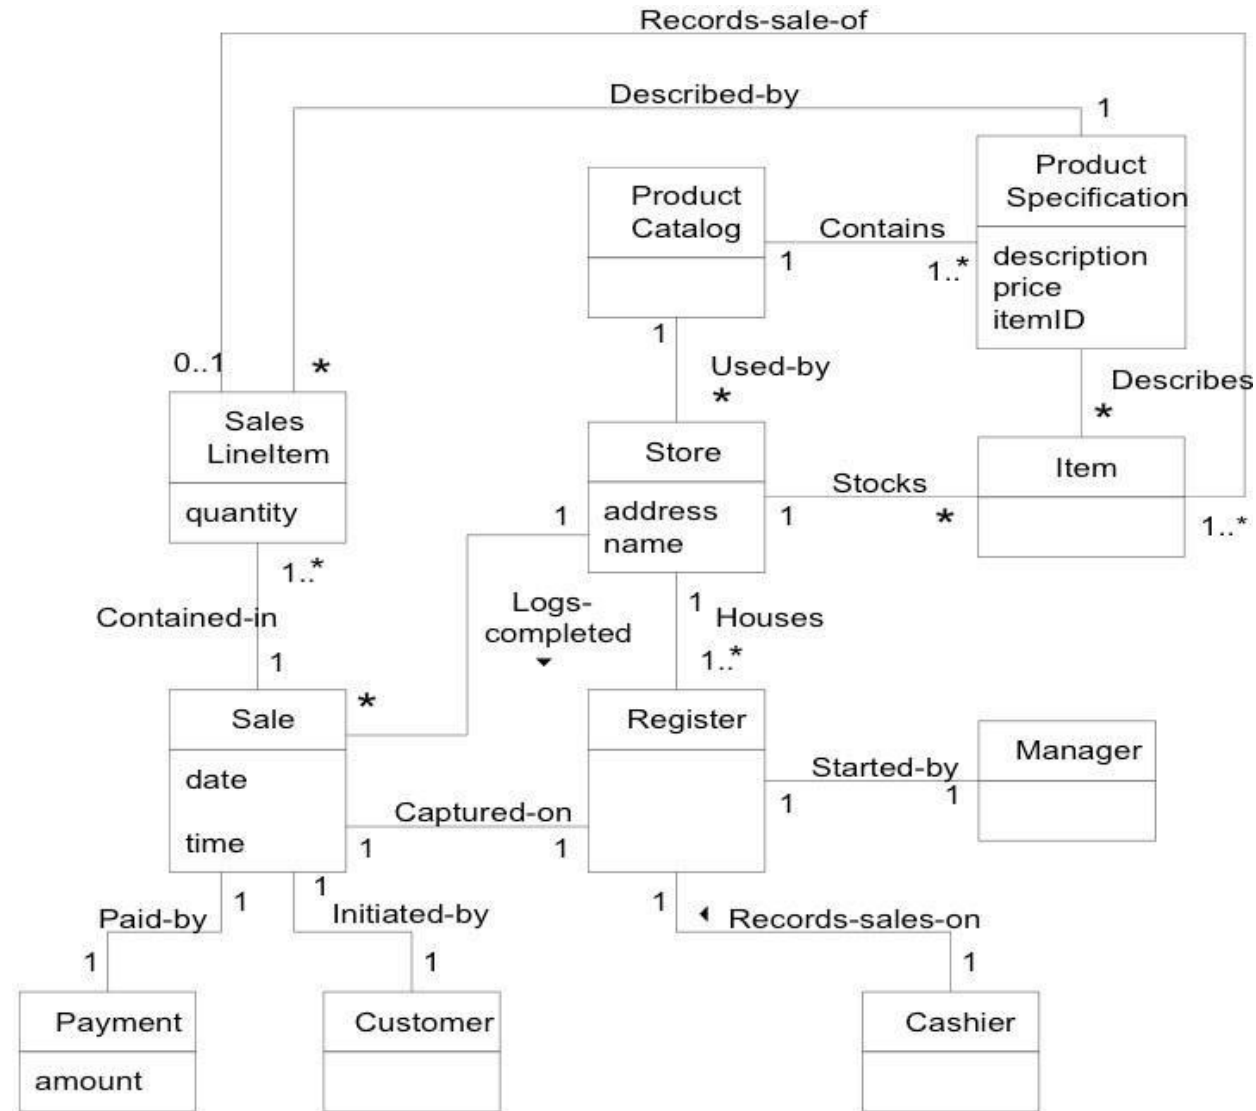 Records-sale-of
Described-by
1
Product
Specification
description
price
itemID
Product
Catalog
Contains
1
1..*
1
Used-by
*
0..1
*
Describes
*
Sales
LineItem
quantity
Store
address
name
Item
Stocks
1
*
1..*
1
1..*
Contained-in
1
Logs-
completed
1
Houses
1..*
*
Sale
date
time
Register
Manager
Started-by
1
1
Captured-on
1
1
1
Paid-by
1
1
Initiated-by
1
1
Records-sales-on
1
Payment
amount
Customer
Cashier